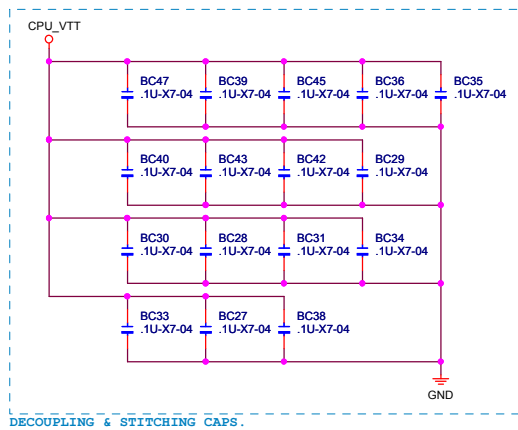 CPU_VTT
BC47 BC39 BC45 BC36 BC35
.1U-X7-04 .1U-X7-04 .1U-X7-04 .1U-X7-04 .1U-X7-04
BC40 BC43 BC42 BC29
.1U-X7-04 .1U-X7-04 .1U-X7-04 .1U-X7-04
BC30 BC28 BC31 BC34
.1U-X7-04 .1U-X7-04 .1U-X7-04 .1U-X7-04
BC33 BC27 BC38
.1U-X7-04 .1U-X7-04 .1U-X7-04
GND
DECOUPLING & STITCHING CAPS.